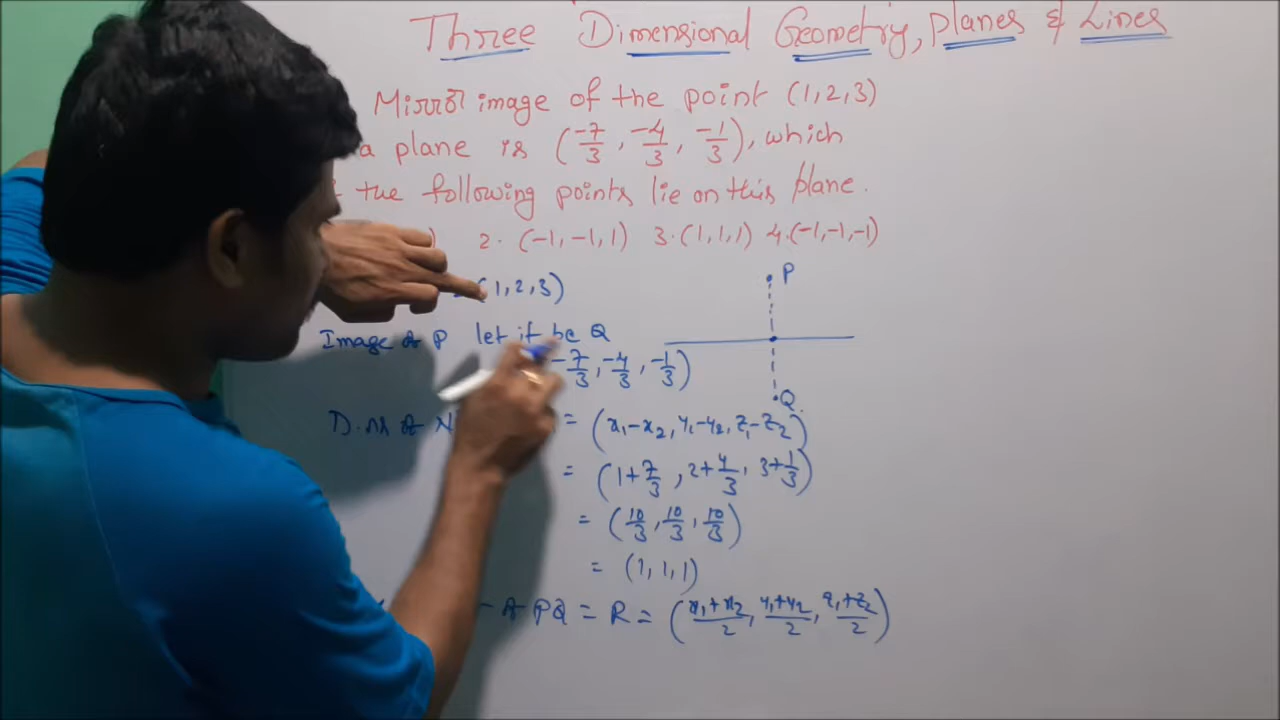 Three Dimensional Geometry, planes & Lines
Mirror image of the point (1,2,3)
a plane is (-7/3, -4/3, -1/3), which
the following points lie on this plane.
) 2. (-1,-1,1) 3. (1,1,1) 4. (-1,-1,-1)
(1,2,3)
P
Image of P let it be Q
-7/3, -4/3, -1/3)
Q
D.rs of N = (x₁-x₂, y₁-y₂, z₁-z₂)
= (1+7/3, 2+4/3, 3+1/3)
= (10/3, 10/3, 10/3)
= (1,1,1)
of PQ = R = (x₁+x₂/2, y₁+y₂/2, z₁+z₂/2)